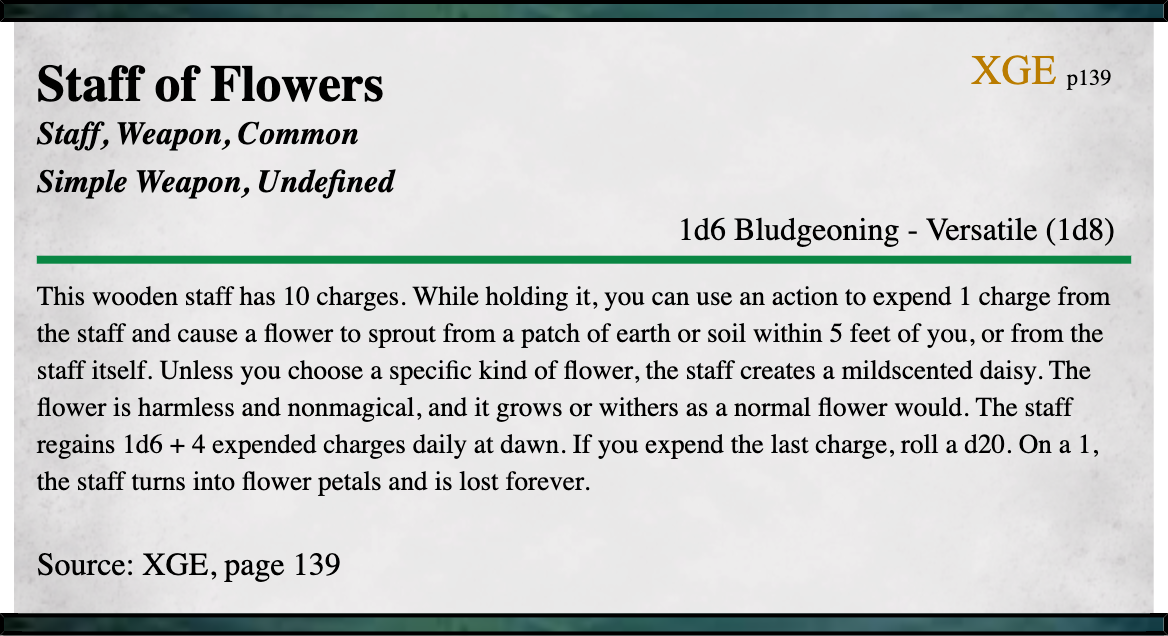 Staff of Flowers
XGE p139
Staff, Weapon, Common
Simple Weapon, Undefined
1d6 Bludgeoning - Versatile (1d8)
This wooden staff has 10 charges. While holding it, you can use an action to expend 1 charge from
the staff and cause a flower to sprout from a patch of earth or soil within 5 feet of you, or from the
staff itself. Unless you choose a specific kind of flower, the staff creates a mildscented daisy. The
flower is harmless and nonmagical, and it grows or withers as a normal flower would. The staff
regains 1d6 + 4 expended charges daily at dawn. If you expend the last charge, roll a d20. On a 1,
the staff turns into flower petals and is lost forever.
Source: XGE, page 139